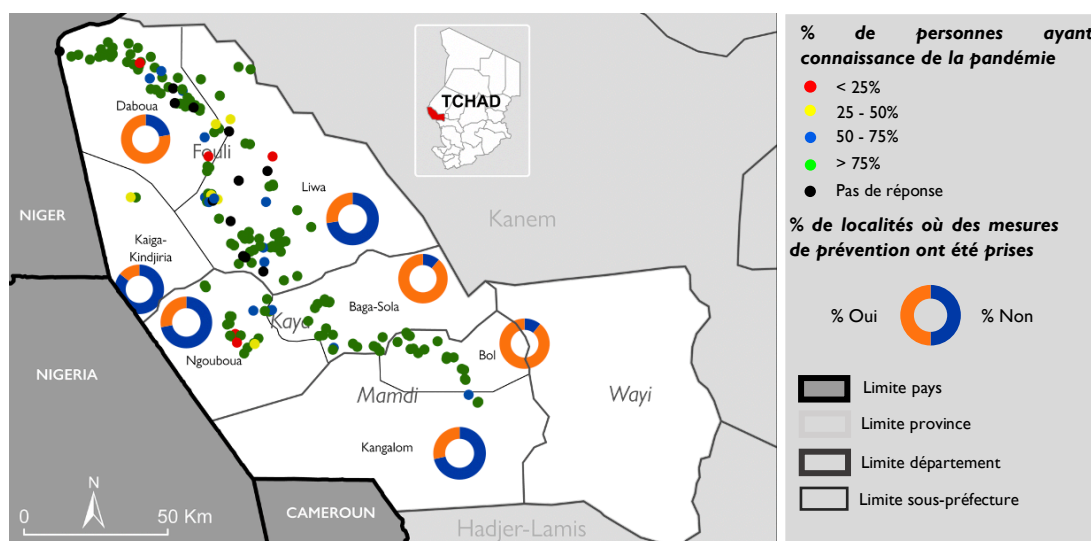 TCHAD
Daboua
Fouli
Liwa
Kanem
NIGER
Kaiga-
Kindjiria
Baga-Sola
Kaya
Bol
Ngouboua
NIGERIA
Mamdi
Wayi
Kangalom
N
0 50 Km
CAMEROUN
Hadjer-Lamis
% de personnes ayant
connaissance de la pandémie
< 25%
25 - 50%
50 - 75%
> 75%
Pas de réponse
% de localités où des mesures
de prévention ont été prises
% Oui % Non
Limite pays
Limite province
Limite département
Limite sous-préfecture